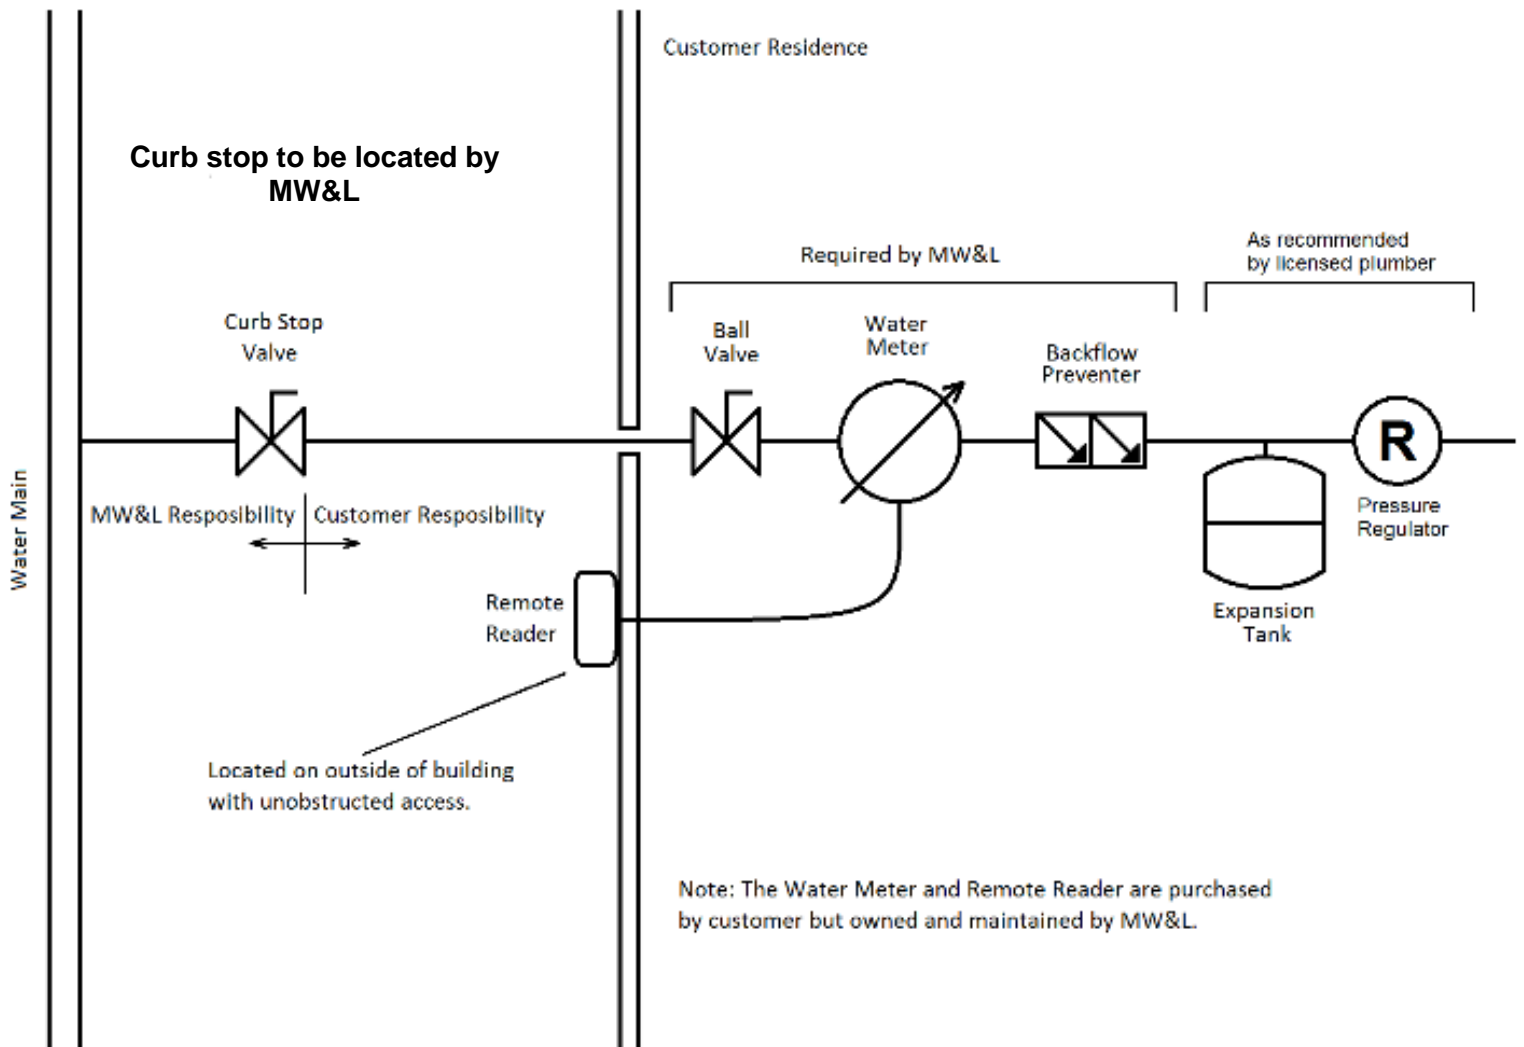 Customer Residence
Curb stop to be located by
MW&L
Required by MW&L
As recommended
by licensed plumber
Curb Stop
Valve
Ball
Valve
Water
Meter
Backflow
Preventer
R
Pressure
Regulator
Water Main
MW&L Resposibility
Customer Resposibility
Remote
Reader
Expansion
Tank
Located on outside of building
with unobstructed access.
Note: The Water Meter and Remote Reader are purchased
by customer but owned and maintained by MW&L.